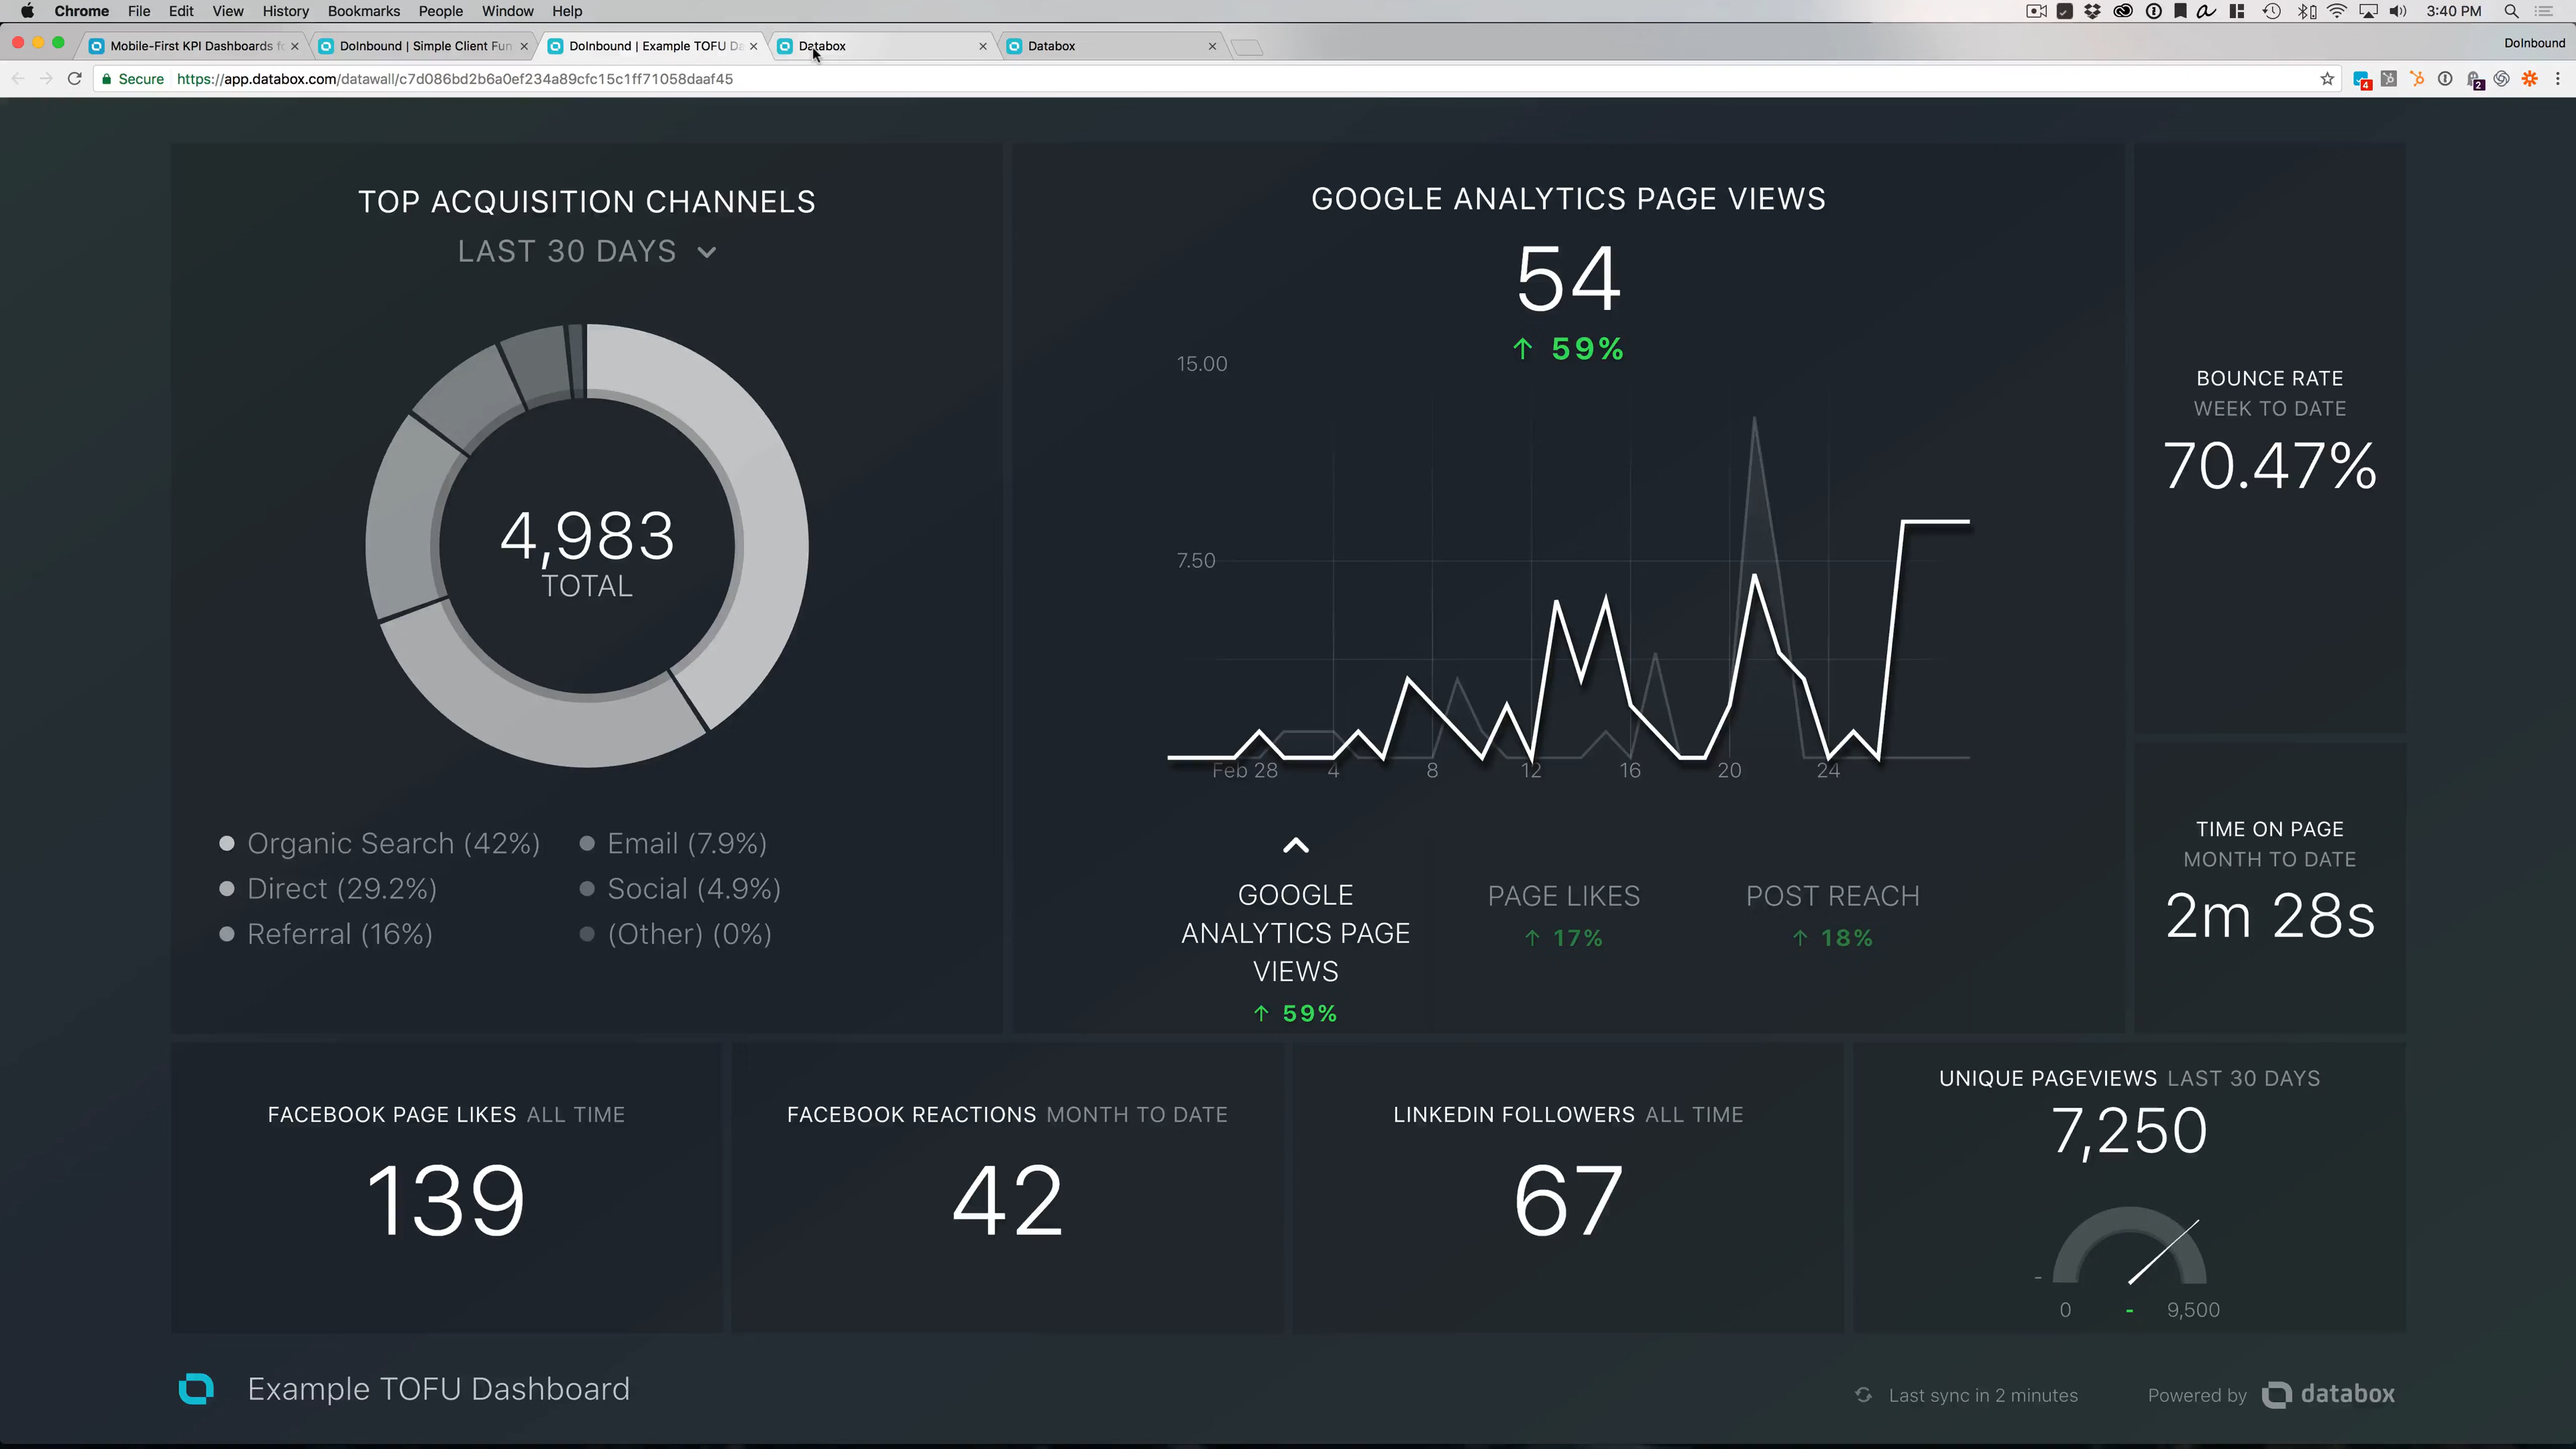 Chrome File Edit View History Bookmarks People Window Help 3:40 PM
Mobile-First KPI Dashboards fo DoInbound | Simple Client Fun DoInbound | Example TOFU Da Databox Databox DoInbound
Secure https://app.databox.com/datawall/c7d086bd2b6a0ef234a89cfc15c1ff71058daaf45 4 2
TOP ACQUISITION CHANNELS
LAST 30 DAYS
4,983
TOTAL
Organic Search (42%) Email (7.9%)
Direct (29.2%) Social (4.9%)
Referral (16%) (Other) (0%)
GOOGLE ANALYTICS PAGE VIEWS
54
↑ 59%
15.00
7.50
Feb 28 4 8 12 16 20 24
GOOGLE
ANALYTICS PAGE
VIEWS
↑ 59%
PAGE LIKES
↑ 17%
POST REACH
↑ 18%
BOUNCE RATE
WEEK TO DATE
70.47%
TIME ON PAGE
MONTH TO DATE
2m 28s
FACEBOOK PAGE LIKES ALL TIME
139
FACEBOOK REACTIONS MONTH TO DATE
42
LINKEDIN FOLLOWERS ALL TIME
67
UNIQUE PAGEVIEWS LAST 30 DAYS
7,250
-
0 - 9,500
Example TOFU Dashboard
Last sync in 2 minutes Powered by databox